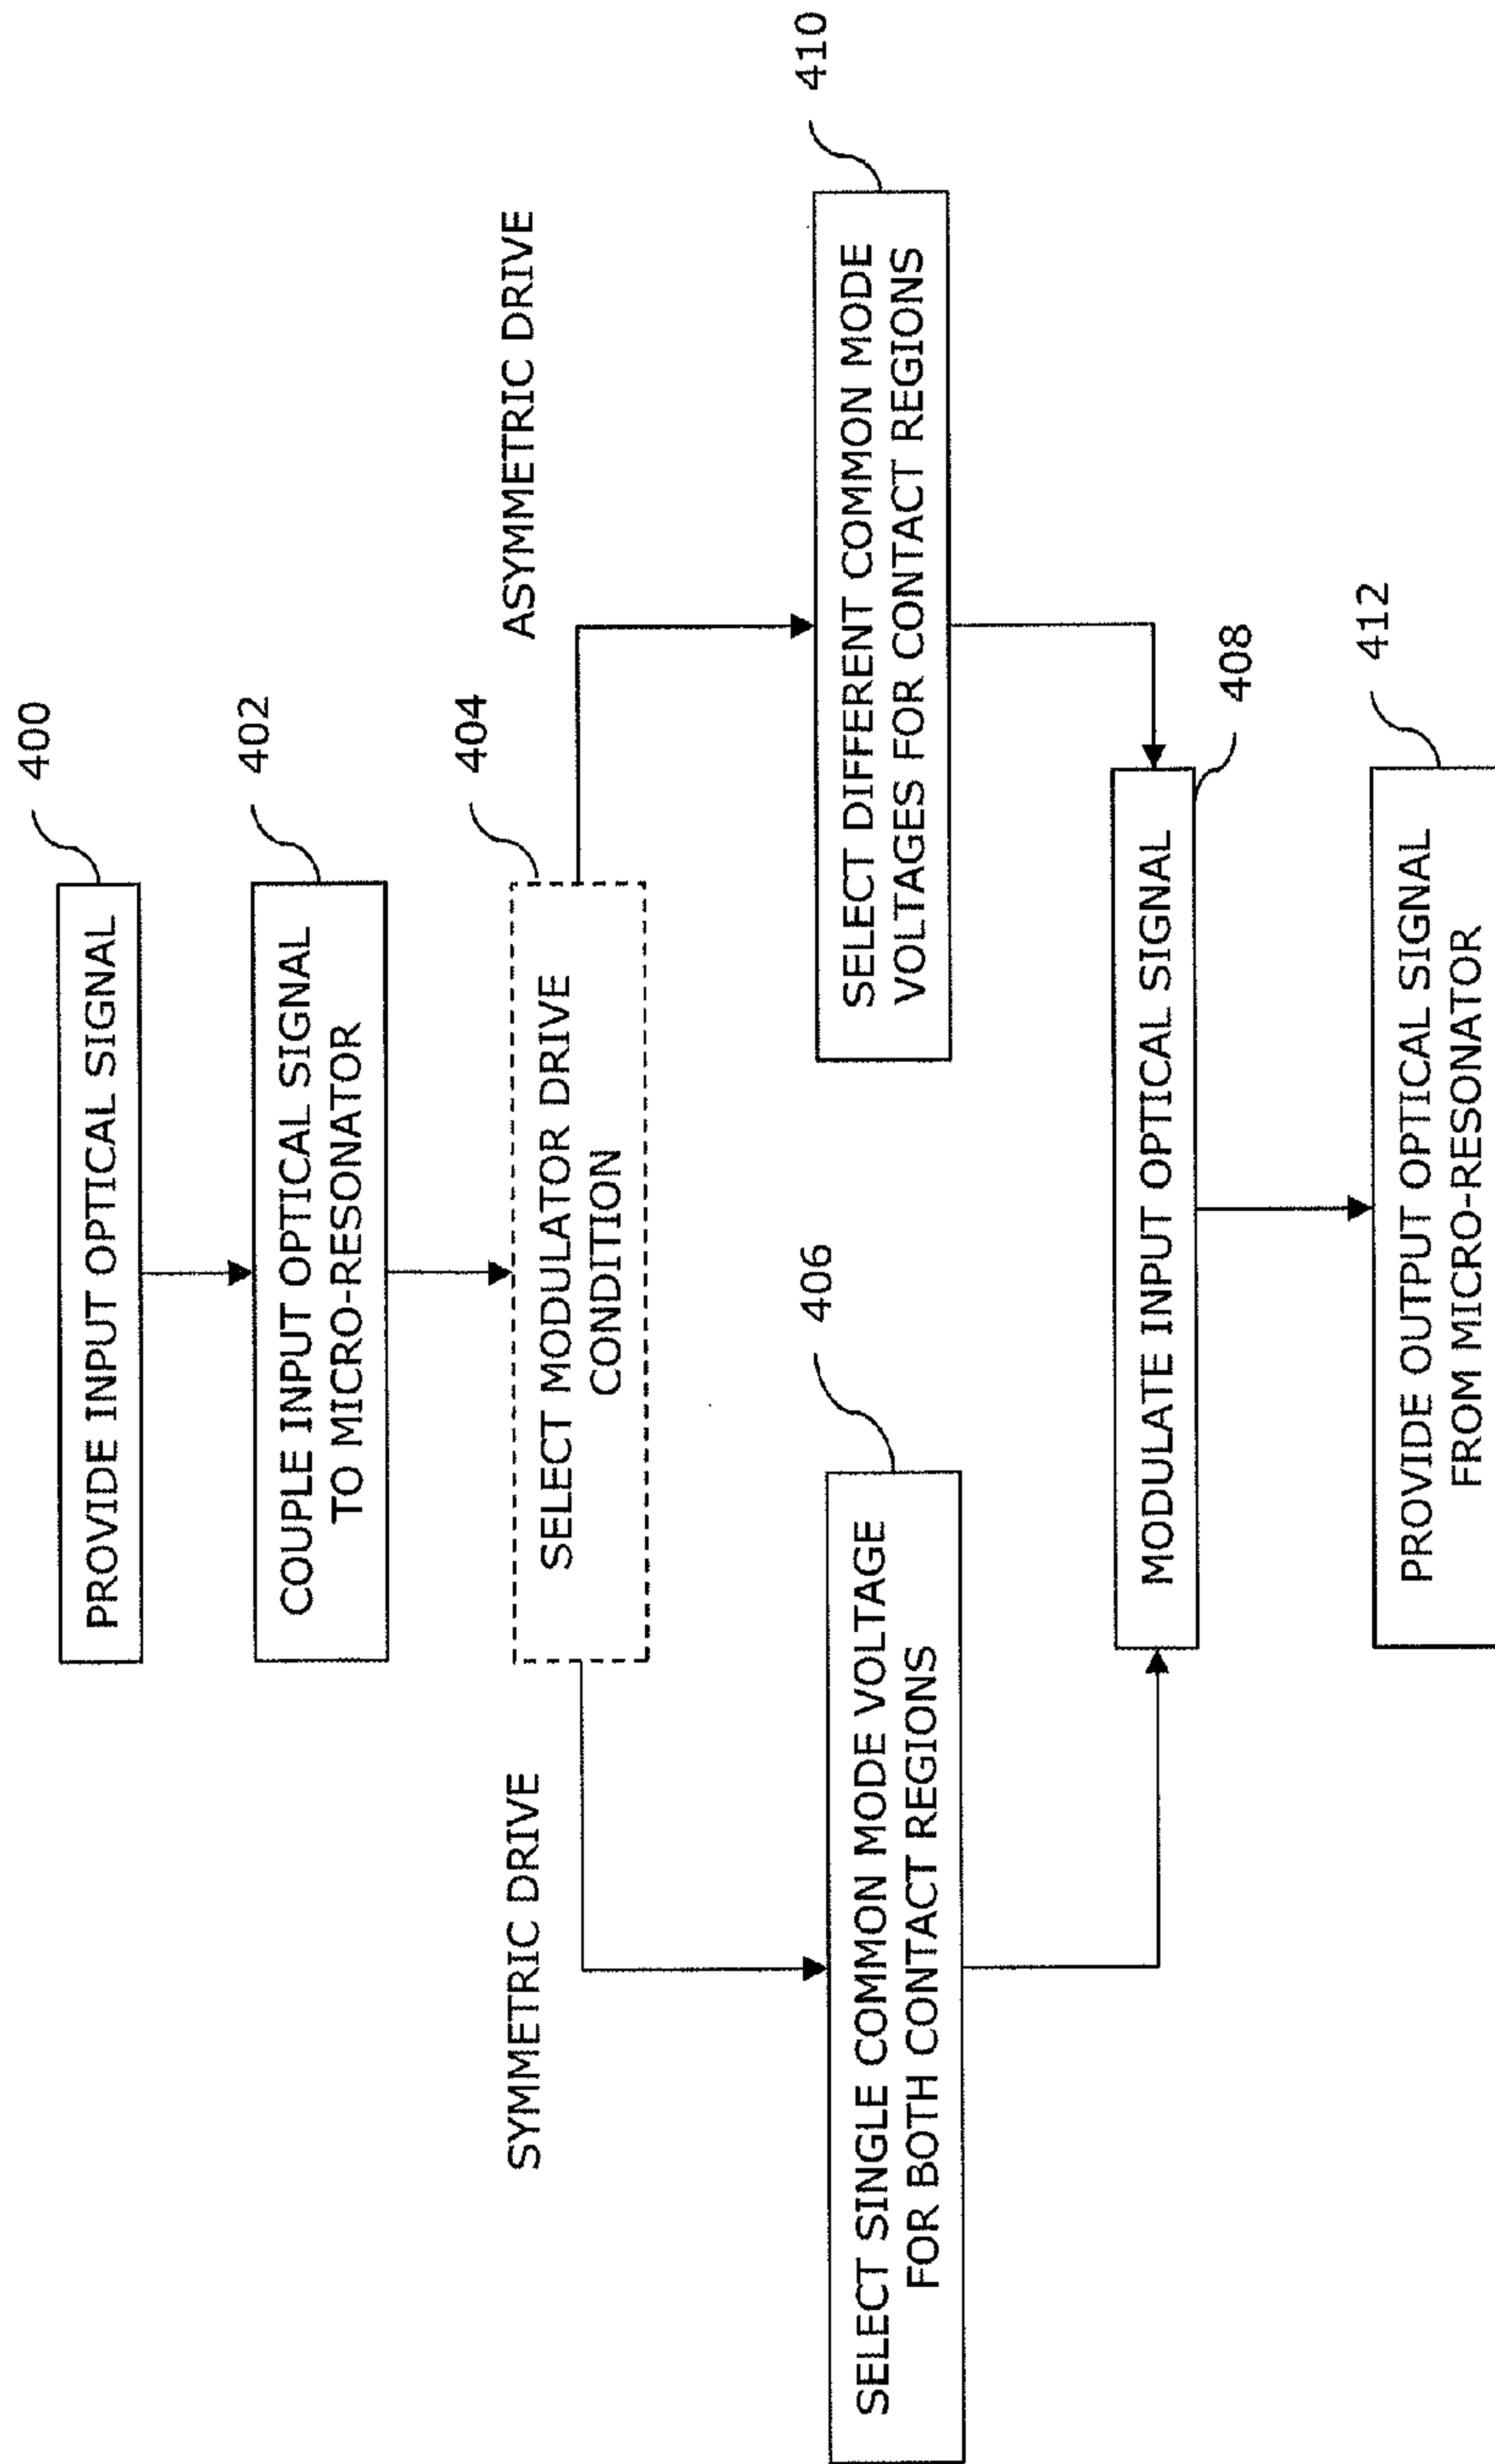 400
PROVIDE INPUT OPTICAL SIGNAL
402
COUPLE INPUT OPTICAL SIGNAL
TO MICRO-RESONATOR
404
SELECT MODULATOR DRIVE
CONDITION
SYMMETRIC DRIVE
ASYMMETRIC DRIVE
406
SELECT SINGLE COMMON MODE VOLTAGE
FOR BOTH CONTACT REGIONS
410
SELECT DIFFERENT COMMON MODE
VOLTAGES FOR CONTACT REGIONS
408
MODULATE INPUT OPTICAL SIGNAL
412
PROVIDE OUTPUT OPTICAL SIGNAL
FROM MICRO-RESONATOR